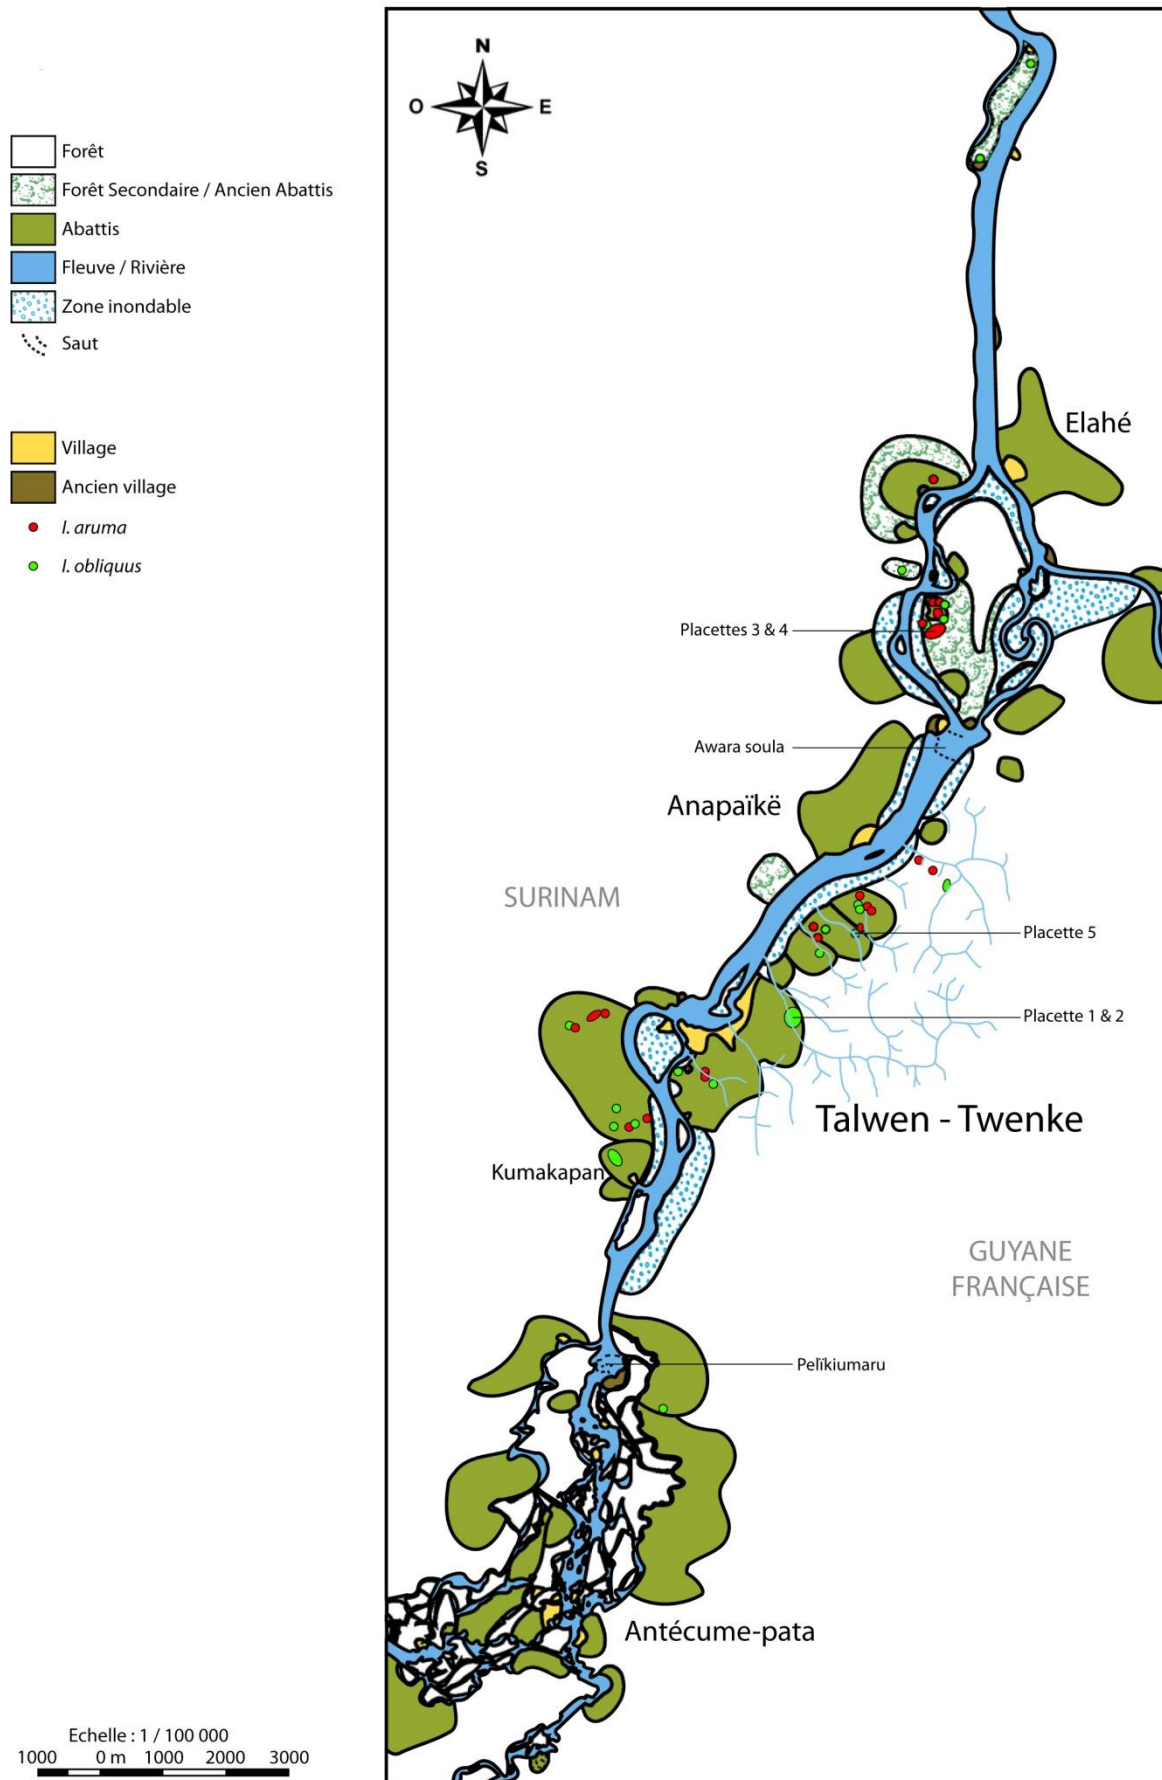 N
O
E
S
Forêt
Forêt Secondaire / Ancien Abattis
Abattis
Fleuve / Rivière
Zone inondable
Saut
Village
Ancien village
I. aruma
I. obliquus
Elahé
Placettes 3 & 4
Awara soula
Anapaïkë
SURINAM
Placette 5
Placette 1 & 2
Talwen - Twenke
Kumakapan
GUYANE
FRANÇAISE
Pelïkiumaru
Antécume-pata
Echelle : 1 / 100 000
1000 0 m 1000 2000 3000